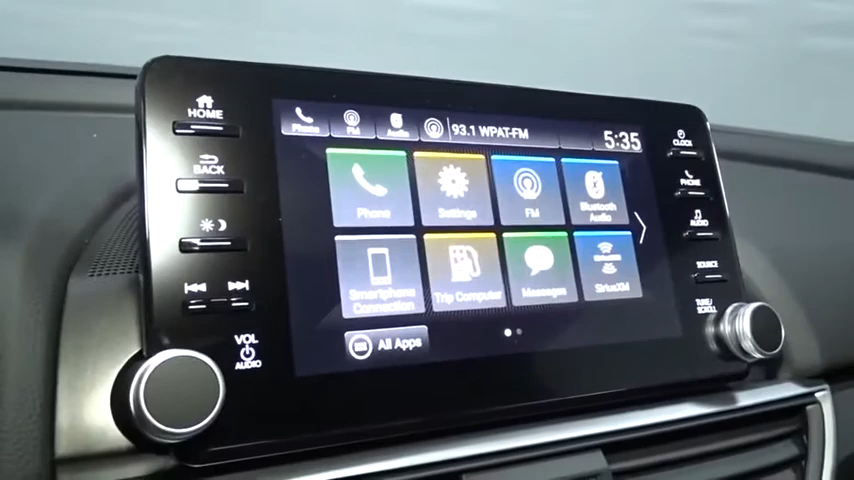 HOME
BACK
VOL
AUDIO
Phone
FM
Audio
93.1 WPAT-FM
5:35
Phone
Settings
FM
Bluetooth
Audio
Smartphone
Connection
Trip Computer
Messages
SiriusXM
SiriusXM
All Apps
CLOCK
PHONE
AUDIO
SOURCE
TUNE/
SCROLL